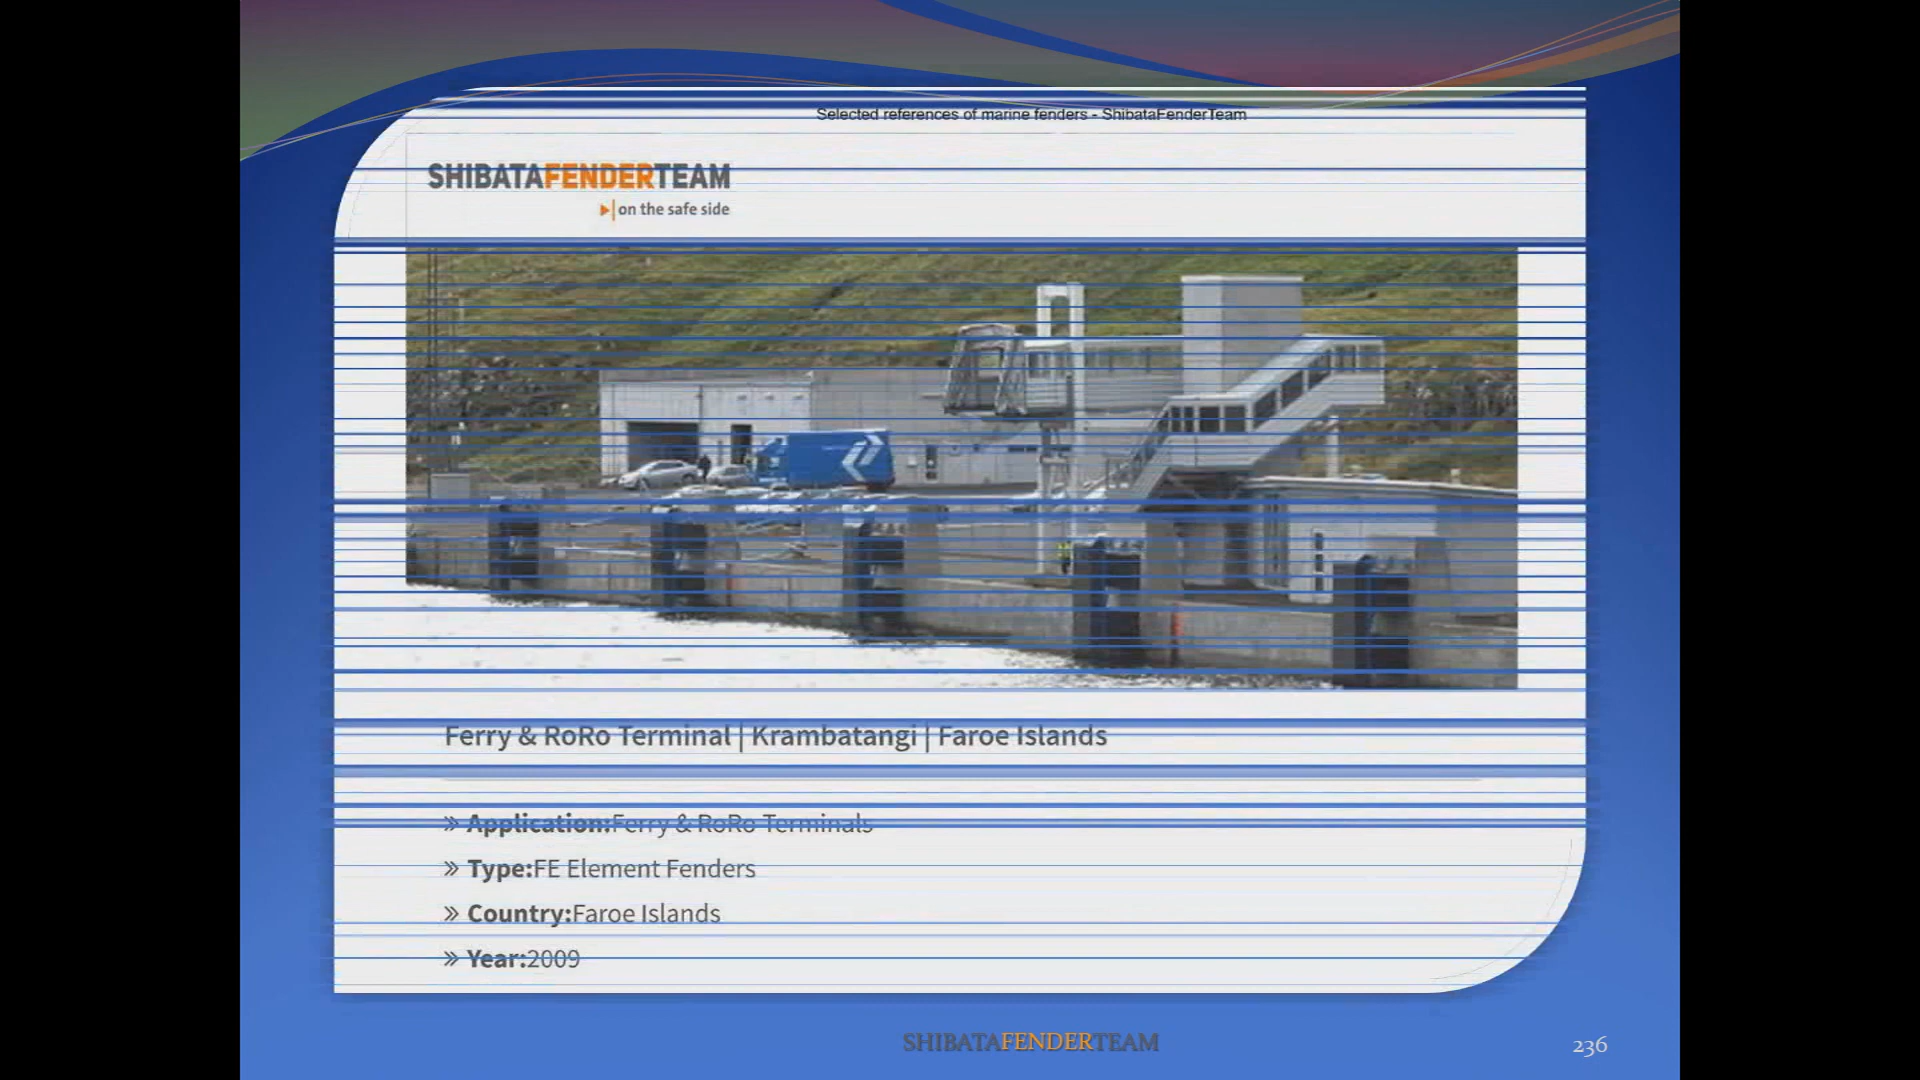 Selected references of marine fenders - ShibataFenderTeam
SHIBATAFENDERTEAM
on the safe side
Ferry & RoRo Terminal | Krambatangi | Faroe Islands
» Application:Ferry & RoRo Terminals
» Type:FE Element Fenders
» Country:Faroe Islands
» Year:2009
SHIBATAFENDERTEAM
236